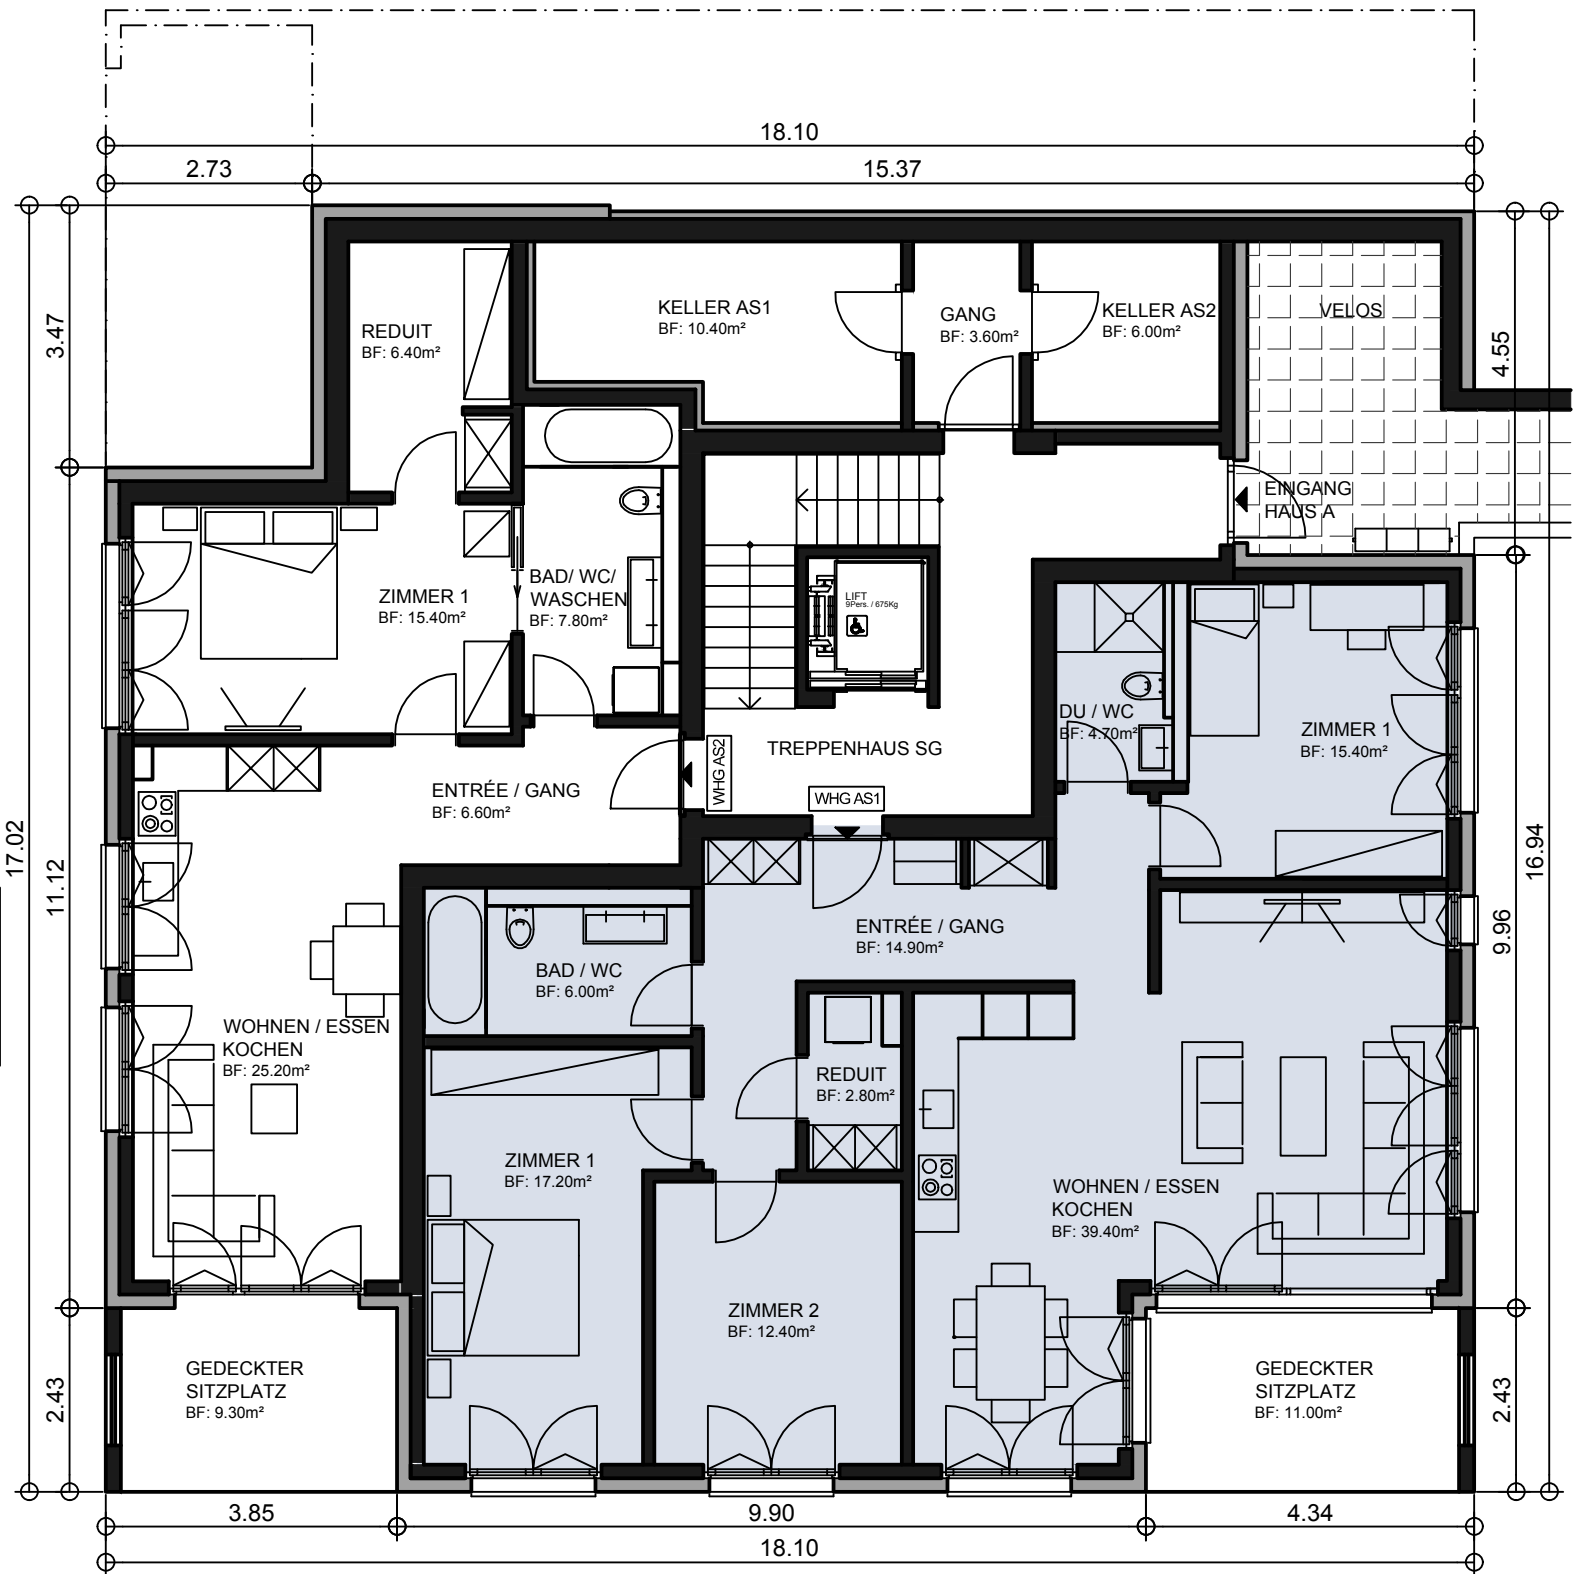 18.10
2.73
15.37
3.47
4.55
REDUIT
BF: 6.40m²
KELLER AS1
BF: 10.40m²
GANG
BF: 3.60m²
KELLER AS2
BF: 6.00m²
VELOS
EINGANG
HAUS A
ZIMMER 1
BF: 15.40m²
BAD/ WC/
WASCHEN
BF: 7.80m²
LIFT
9Pers. / 675Kg
DU / WC
BF: 4.70m²
ZIMMER 1
BF: 15.40m²
TREPPENHAUS SG
WHG AS2
WHG AS1
ENTRÉE / GANG
BF: 6.60m²
17.02
11.12
16.94
9.96
ENTRÉE / GANG
BF: 14.90m²
BAD / WC
BF: 6.00m²
WOHNEN / ESSEN
KOCHEN
BF: 25.20m²
REDUIT
BF: 2.80m²
ZIMMER 1
BF: 17.20m²
WOHNEN / ESSEN
KOCHEN
BF: 39.40m²
ZIMMER 2
BF: 12.40m²
GEDECKTER
SITZPLATZ
BF: 9.30m²
GEDECKTER
SITZPLATZ
BF: 11.00m²
2.43
2.43
3.85
9.90
4.34
18.10